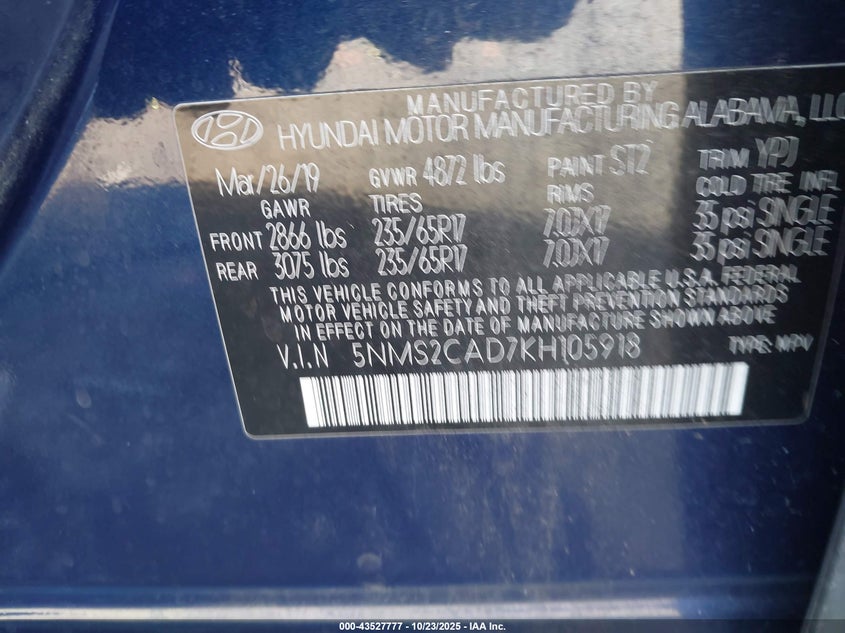 MANUFACTURED BY
HYUNDAI MOTOR MANUFACTURING ALABAMA, LLC
Mar/26/19 GVWR 4872 lbs PAINT ST2 TRIM YPJ
GAWR TIRES RIMS COLD TIRE INFL
FRONT 2866 lbs 235/65R17 7.0JX17 35 psi SINGLE
REAR 3075 lbs 235/65R17 7.0JX17 35 psi SINGLE
THIS VEHICLE CONFORMS TO ALL APPLICABLE U.S.A. FEDERAL
MOTOR VEHICLE SAFETY AND THEFT PREVENTION STANDARDS
IN EFFECT ON THE DATE OF MANUFACTURE SHOWN ABOVE
V.I.N 5NMS2CAD7KH105918 TYPE: MPV
000-43527777 - 10/23/2025 - IAA Inc.